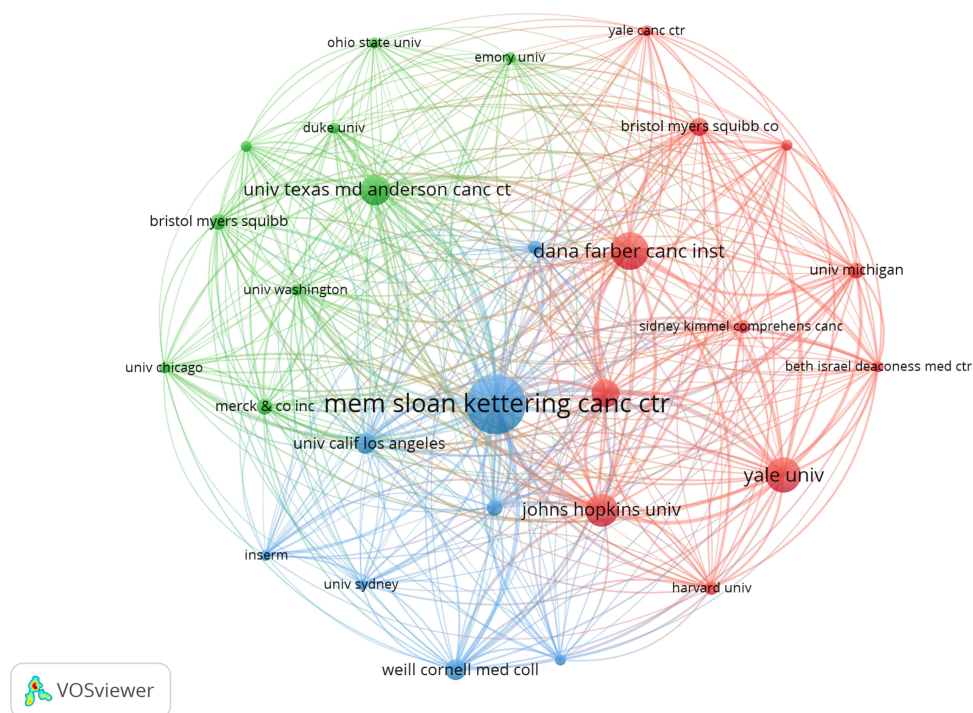 yale canc ctr
ohio state univ
emory univ
duke univ
bristol myers squibb co
univ texas md anderson canc ct
bristol myers squibb
dana farber canc inst
univ michigan
univ washington
sidney kimmel comprehens canc
univ chicago
beth israel deaconess med ctr
merck & co inc
mem sloan kettering canc ctr
univ calif los angeles
yale univ
johns hopkins univ
inserm
univ sydney
harvard univ
weill cornell med coll
VOSviewer